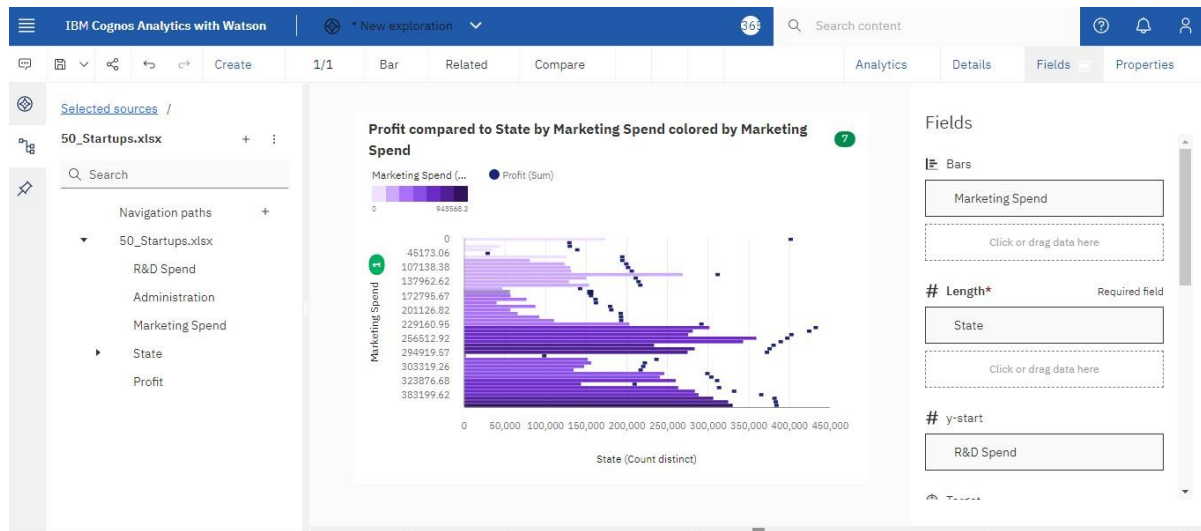 IBM Cognos Analytics with Watson
* New exploration
Search content
Create
1/1
Bar
Related
Compare
Analytics
Details
Fields
Properties
Selected sources /
50_Startups.xlsx
Search
Navigation paths
50_Startups.xlsx
R&D Spend
Administration
Marketing Spend
State
Profit
Profit compared to State by Marketing Spend colored by Marketing
Spend
7
Marketing Spend (...
Profit (Sum)
0
943568.2
1
Marketing Spend
0
45173.06
107138.38
137962.62
172795.67
201126.82
229160.95
256512.92
294919.57
303319.26
323876.68
383199.62
0 50,000 100,000 150,000 200,000 250,000 300,000 350,000 400,000 450,000
State (Count distinct)
Fields
Bars
Marketing Spend
Click or drag data here
# Length*
Required field
State
Click or drag data here
# y-start
R&D Spend